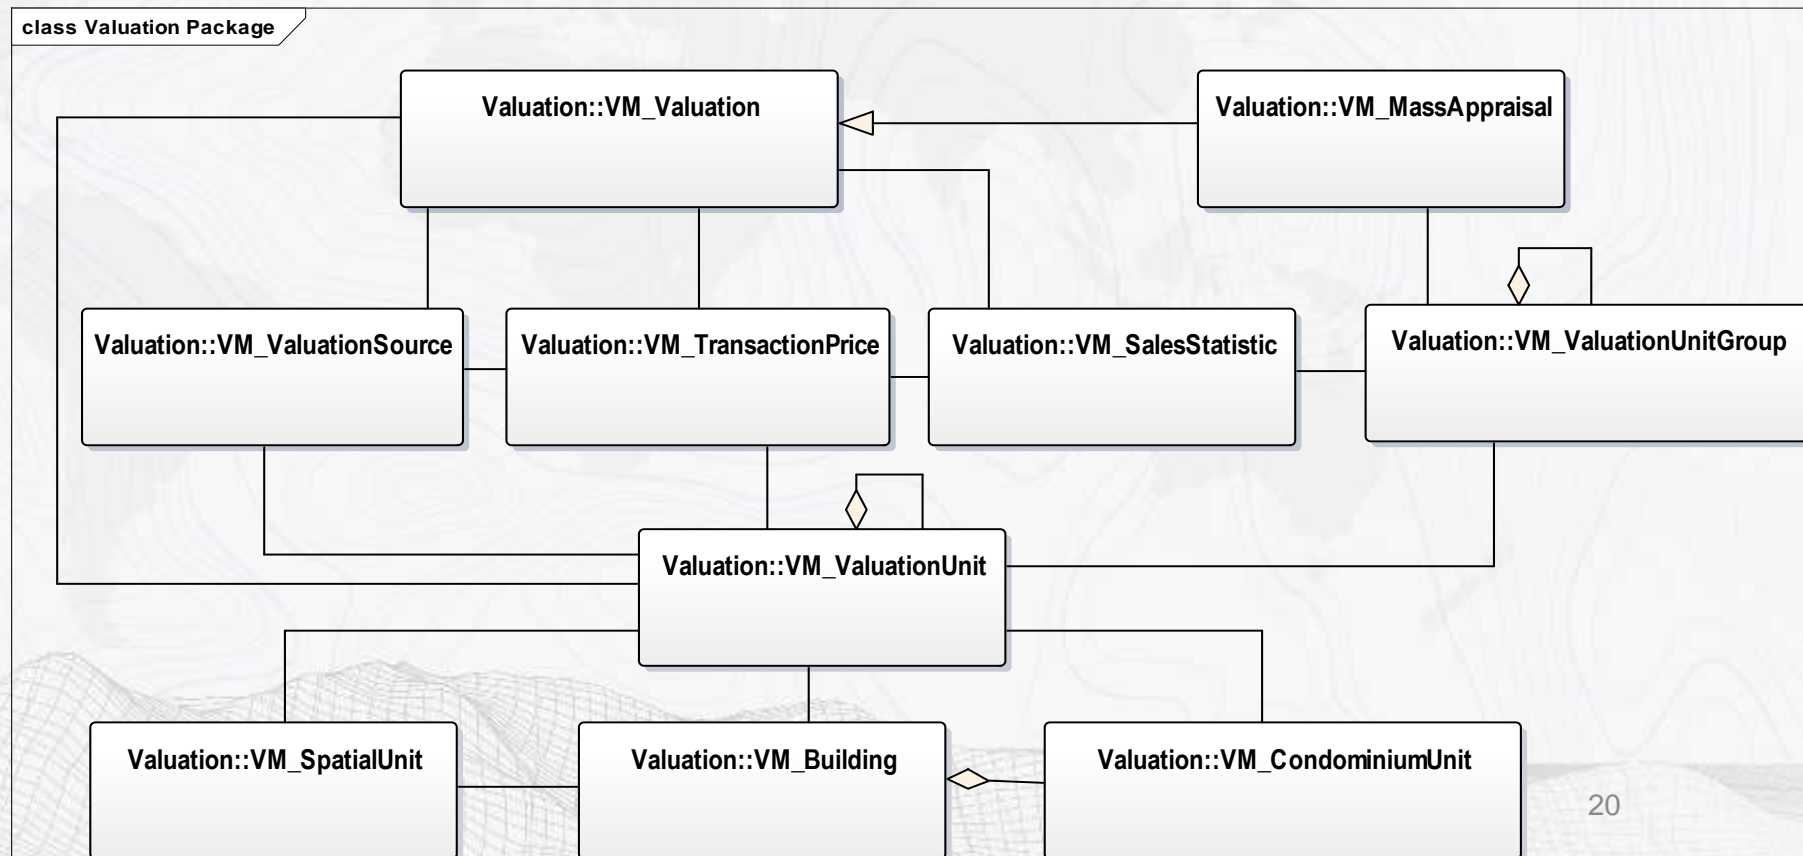 class Valuation Package
Valuation::VM_Valuation
Valuation::VM_MassAppraisal
Valuation::VM_ValuationSource
Valuation::VM_TransactionPrice
Valuation::VM_SalesStatistic
Valuation::VM_ValuationUnitGroup
Valuation::VM_ValuationUnit
Valuation::VM_SpatialUnit
Valuation::VM_Building
Valuation::VM_CondominiumUnit
20